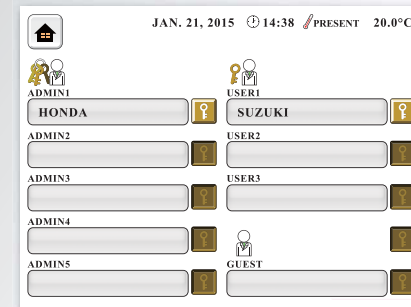 JAN. 21, 2015 14:38 PRESENT 20.0°C
ADMIN1
HONDA
ADMIN2
ADMIN3
ADMIN4
ADMIN5
USER1
SUZUKI
USER2
USER3
GUEST